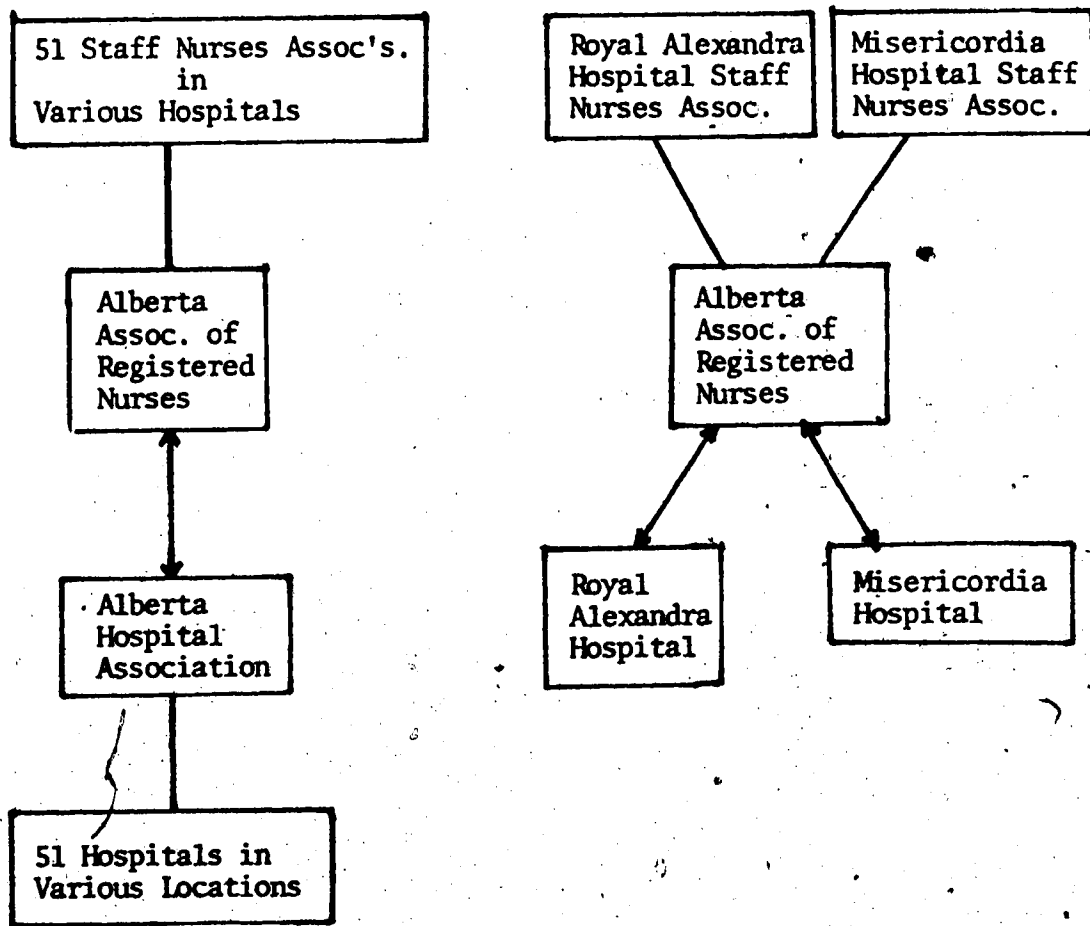 51 Staff Nurses Assoc's.
in
Various Hospitals
Alberta
Assoc. of
Registered
Nurses
Alberta
Hospital
Association
51 Hospitals in
Various Locations
Royal Alexandra
Hospital Staff
Nurses Assoc.
Misericordia
Hospital Staff
Nurses Assoc.
Alberta
Assoc. of
Registered
Nurses
Royal
Alexandra
Hospital
Misericordia
Hospital